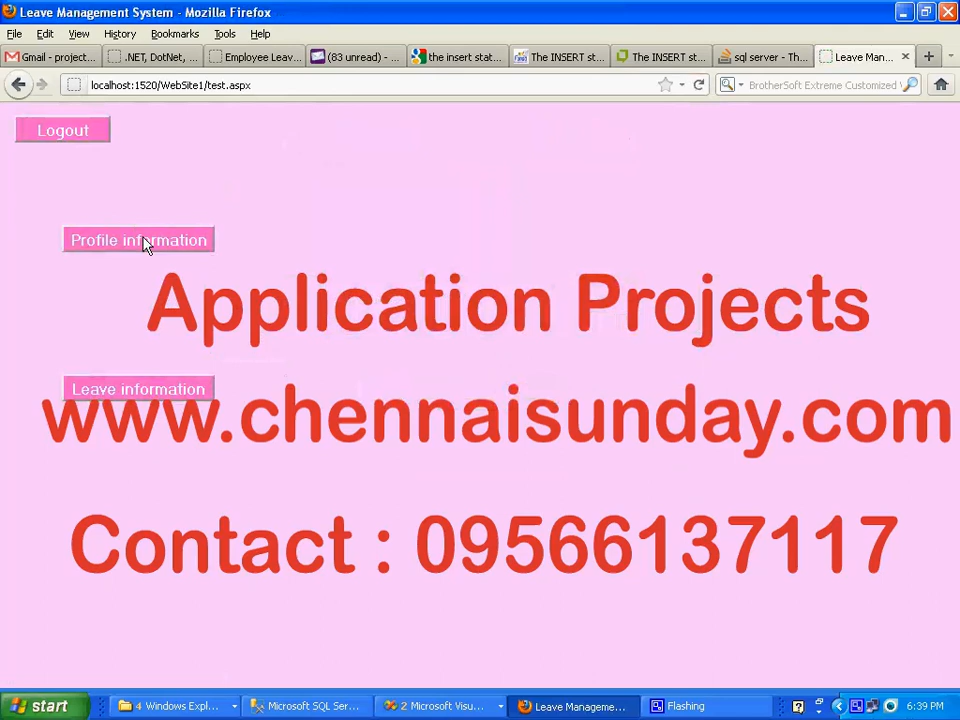 Leave Management System - Mozilla Firefox
File Edit View History Bookmarks Tools Help
Gmail - project... .NET, DotNet, ... Employee Leav... (83 unread) - ... the insert stat... The INSERT st... The INSERT st... sql server - Th... Leave Man...
localhost:1520/WebSite1/test.aspx BrotherSoft Extreme Customized
Logout
Profile information
Application Projects
Leave information
www.chennaisunday.com
Contact : 09566137117
start 4 Windows Expl... Microsoft SQL Ser... 2 Microsoft Visu... Leave Manageme... Flashing 6:39 PM